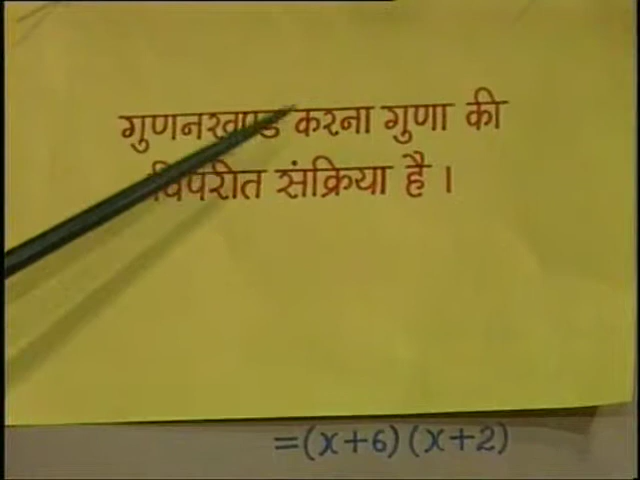 गुणनखण्ड करना गुणा की
विपरीत संक्रिया है ।
=(x+6)(x+2)